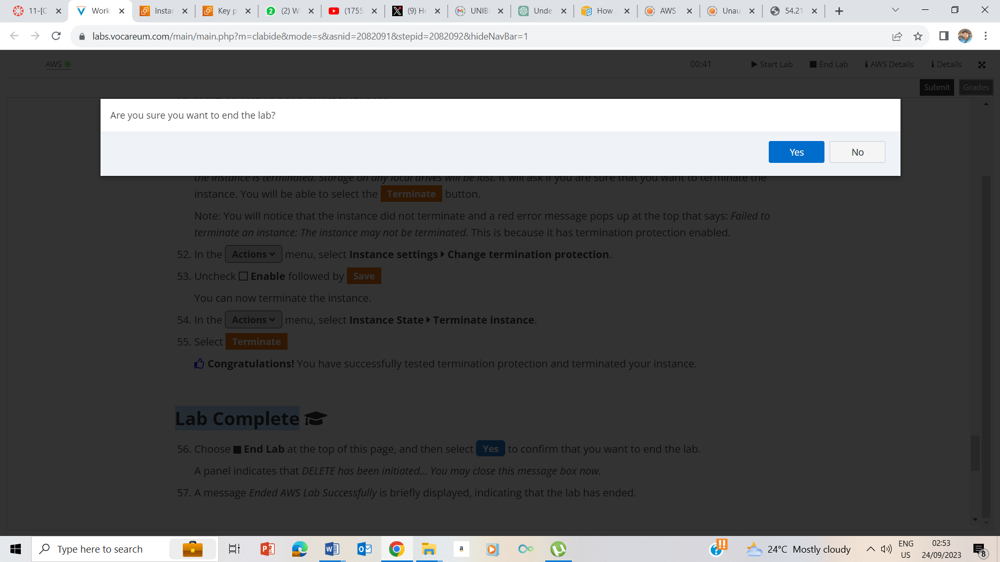 11-[C
Work
Instan
Key p
(2) W
(1755
(9) Ho
UNIBE
Unde
How
AWS
Unau
54.21
labs.vocareum.com/main/main.php?m=clabide&mode=s&asnid=2082091&stepid=2082092&hideNavBar=1
AWS 00:41 Start Lab End Lab AWS Details Details
Submit Grades
Are you sure you want to end the lab?
Yes No
the instance is terminated. Storage on any local drives will be lost. It will ask if you are sure that you want to terminate the
instance. You will be able to select the Terminate button.
Note: You will notice that the instance did not terminate and a red error message pops up at the top that says: Failed to
terminate an instance: The instance may not be terminated. This is because it has termination protection enabled.
52. In the Actions menu, select Instance settings Change termination protection.
53. Uncheck Enable followed by Save
You can now terminate the instance.
54. In the Actions menu, select Instance State Terminate instance.
55. Select Terminate
Congratulations! You have successfully tested termination protection and terminated your instance.
Lab Complete
56. Choose End Lab at the top of this page, and then select Yes to confirm that you want to end the lab.
A panel indicates that DELETE has been initiated... You may close this message box now.
57. A message Ended AWS Lab Successfully is briefly displayed, indicating that the lab has ended.
Type here to search
24°C Mostly cloudy
ENG
US
02:53
24/09/2023
8